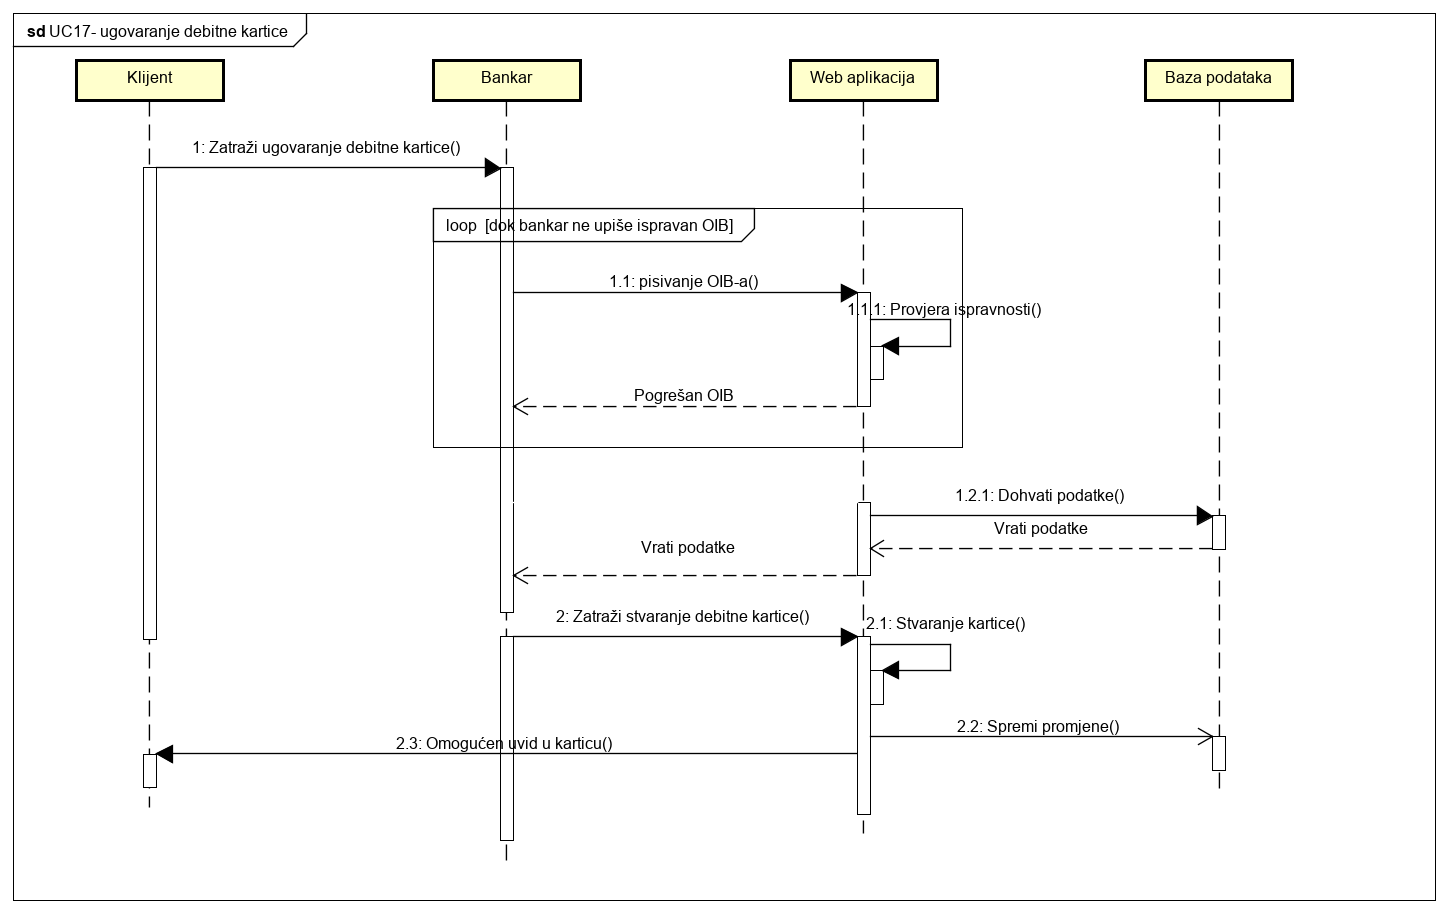 sd UC17- ugovaranje debitne kartice
Klijent
Bankar
Web aplikacija
Baza podataka
1: Zatraži ugovaranje debitne kartice()
loop [dok bankar ne upiše ispravan OIB]
1.1: pisivanje OIB-a()
1.1.1: Provjera ispravnosti()
Pogrešan OIB
1.2.1: Dohvati podatke()
Vrati podatke
Vrati podatke
2: Zatraži stvaranje debitne kartice()
2.1: Stvaranje kartice()
2.2: Spremi promjene()
2.3: Omogućen uvid u karticu()